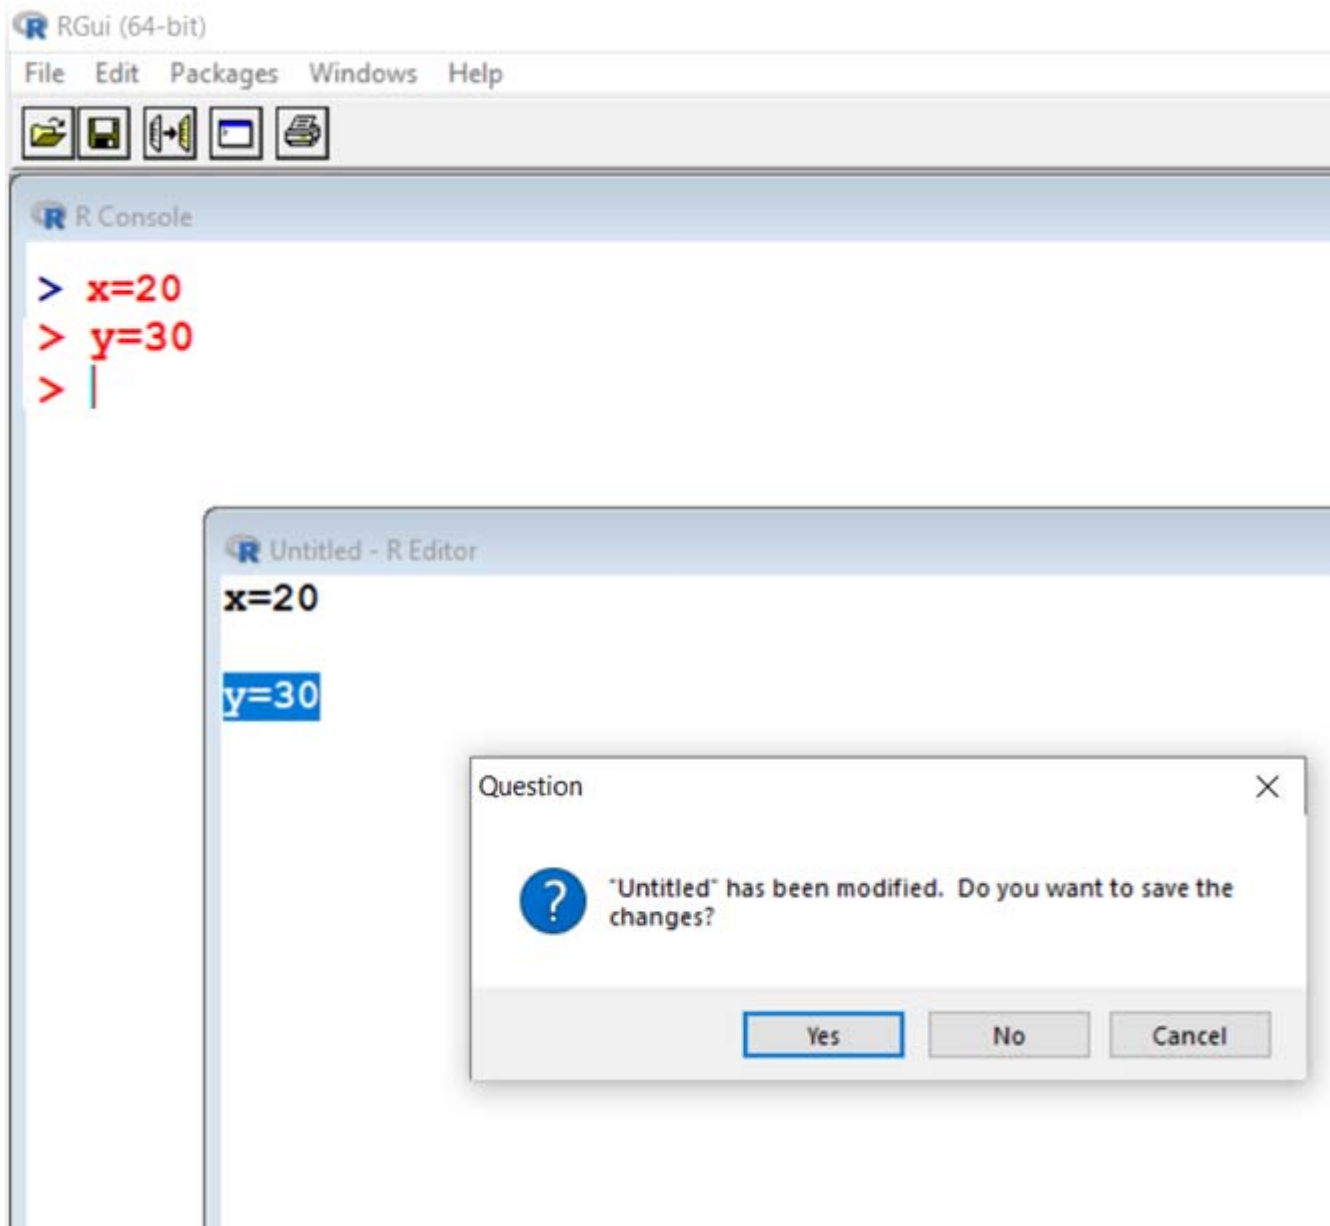 RGui (64-bit)
File Edit Packages Windows Help
R Console
> x=20
> y=30
>
Untitled - R Editor
x=20
y=30
Question
"Untitled" has been modified. Do you want to save the
changes?
Yes No Cancel